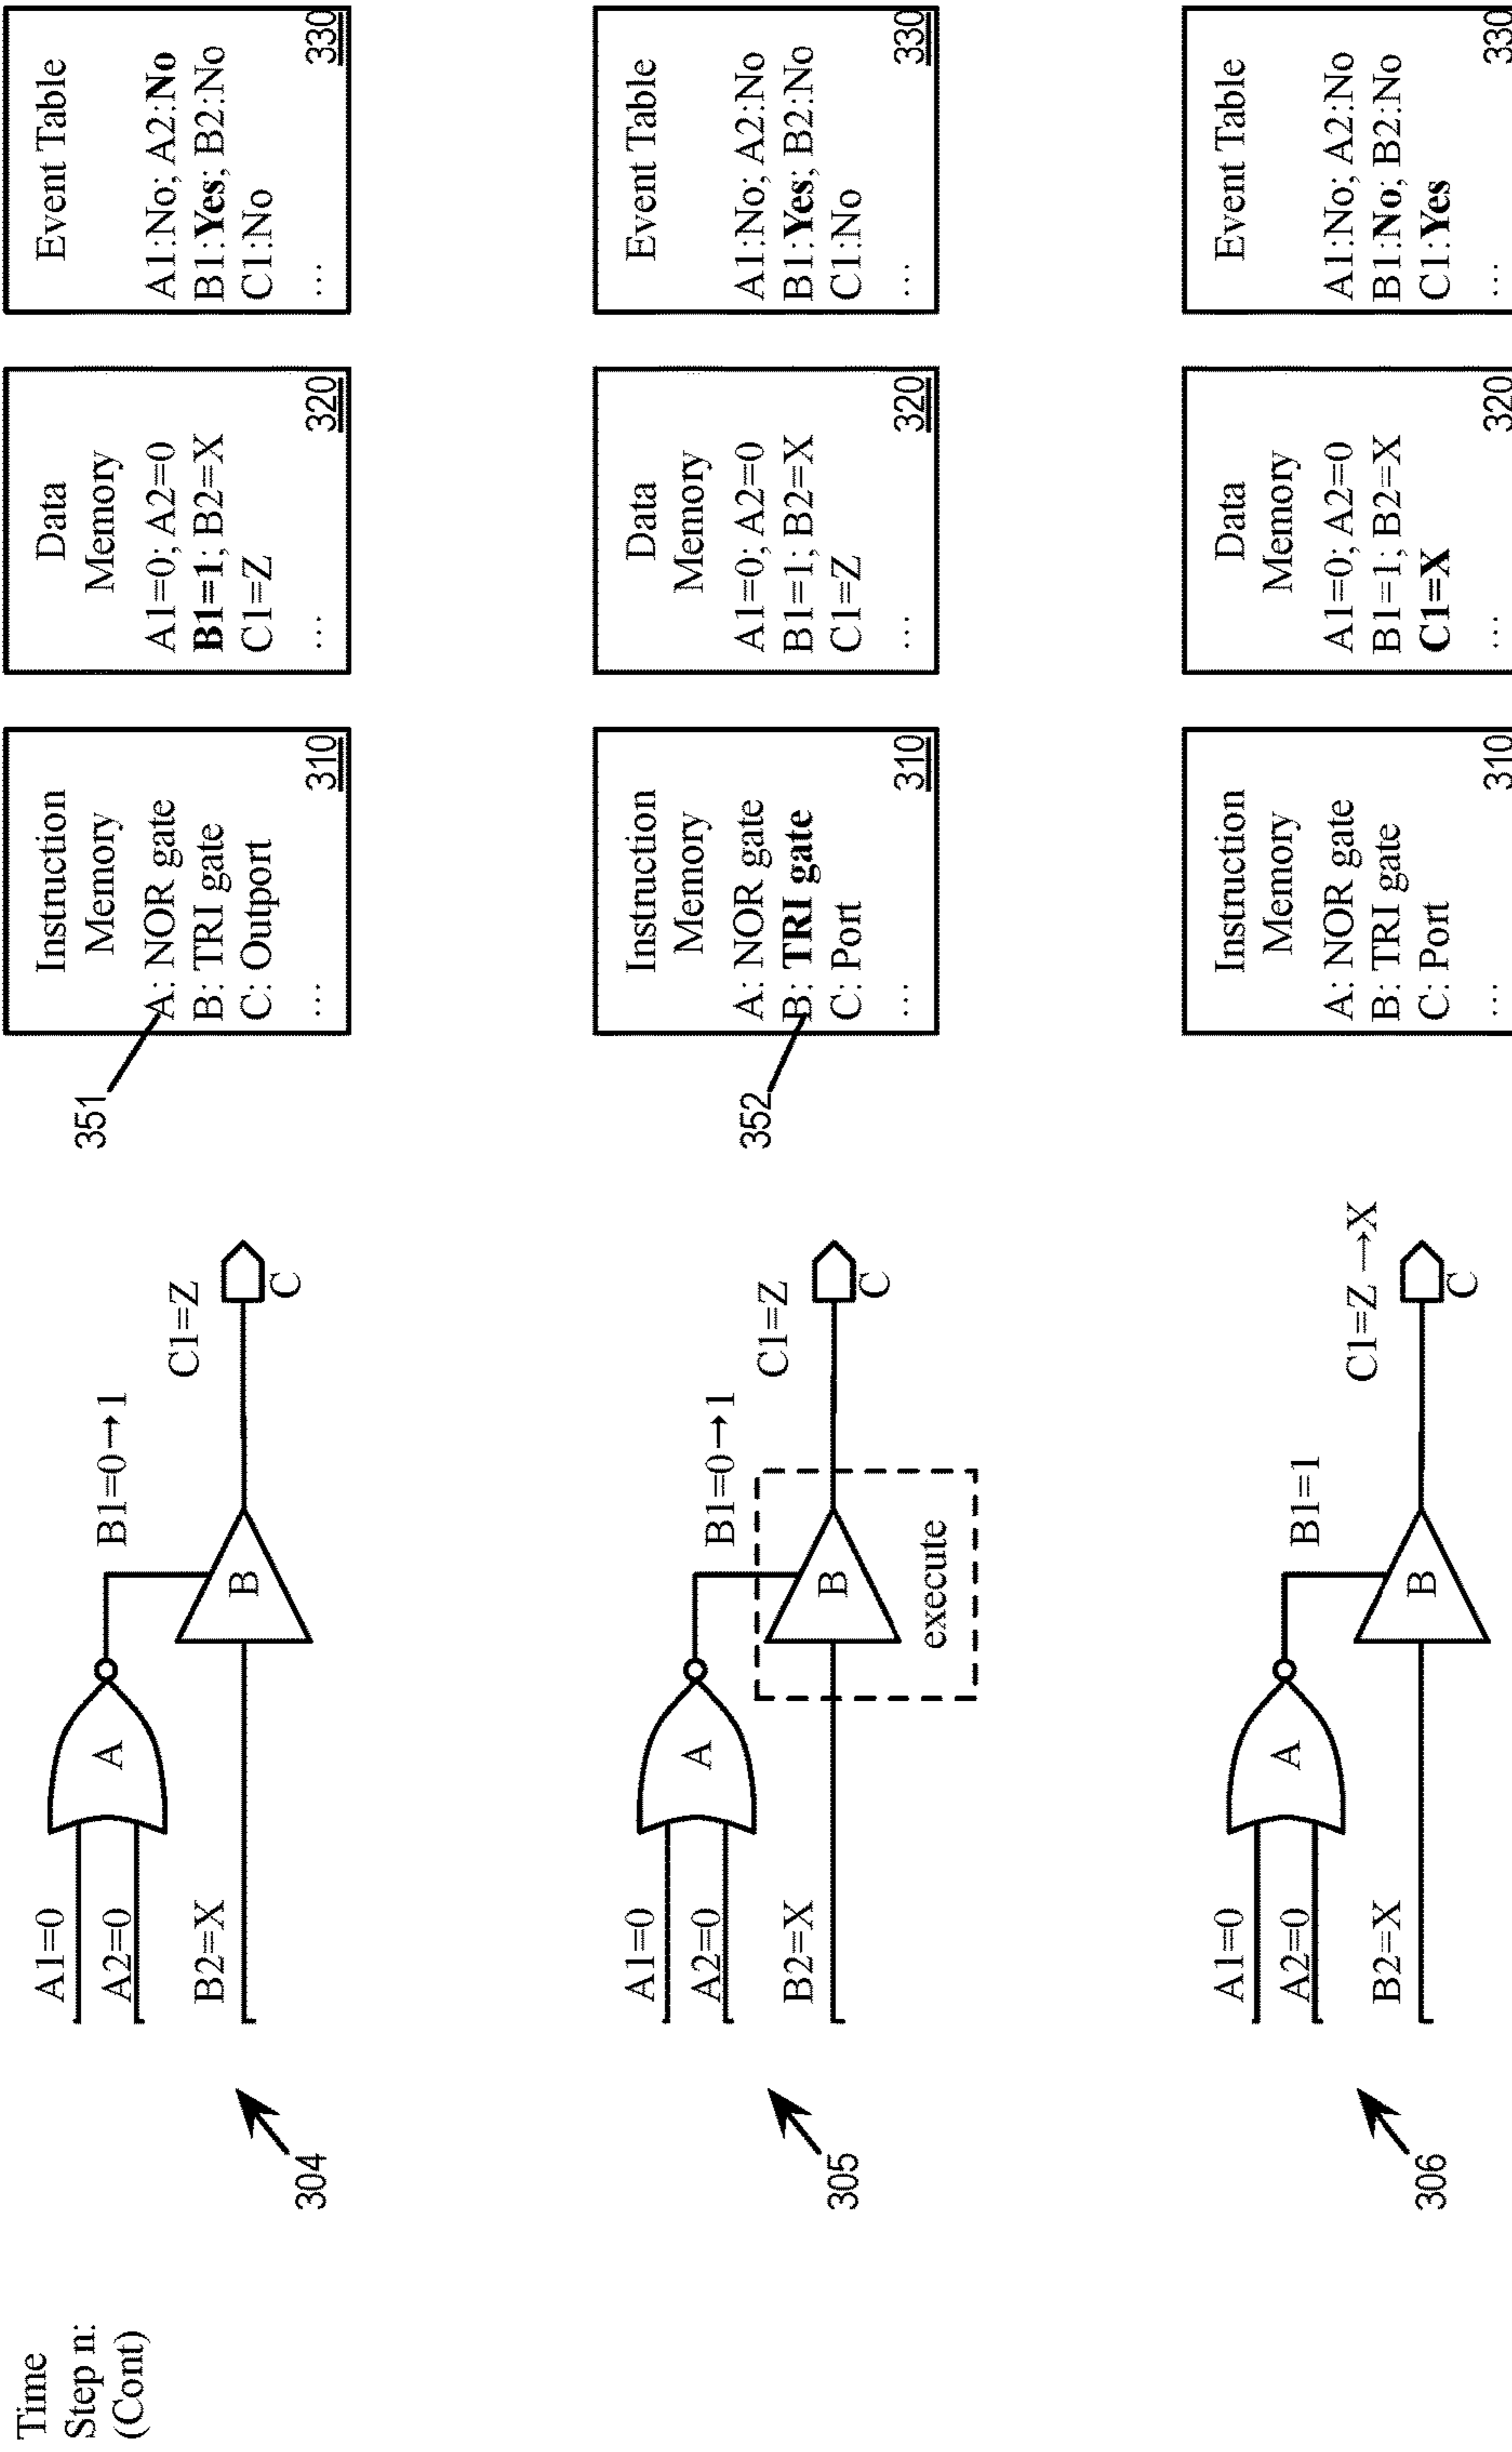 Time
Step n:
(Cont)
304
A1=0
A2=0
B2=X
A
B
B1=0→1
C1=Z
C
351
Instruction
Memory
A: NOR gate
B: TRI gate
C: Outport
...
310
Data
Memory
A1=0; A2=0
B1=1; B2=X
C1=Z
...
320
Event Table
A1:No; A2:No
B1:Yes; B2:No
C1:No
...
330
305
A1=0
A2=0
B2=X
A
B
execute
B1=0→1
C1=Z
C
352
Instruction
Memory
A: NOR gate
B: TRI gate
C: Port
...
310
Data
Memory
A1=0; A2=0
B1=1; B2=X
C1=Z
...
320
Event Table
A1:No; A2:No
B1:Yes; B2:No
C1:No
...
330
306
A1=0
A2=0
B2=X
A
B
B1=1
C1=Z→X
C
Instruction
Memory
A: NOR gate
B: TRI gate
C: Port
...
310
Data
Memory
A1=0; A2=0
B1=1; B2=X
C1=X
...
320
Event Table
A1:No; A2:No
B1:No; B2:No
C1:Yes
...
330